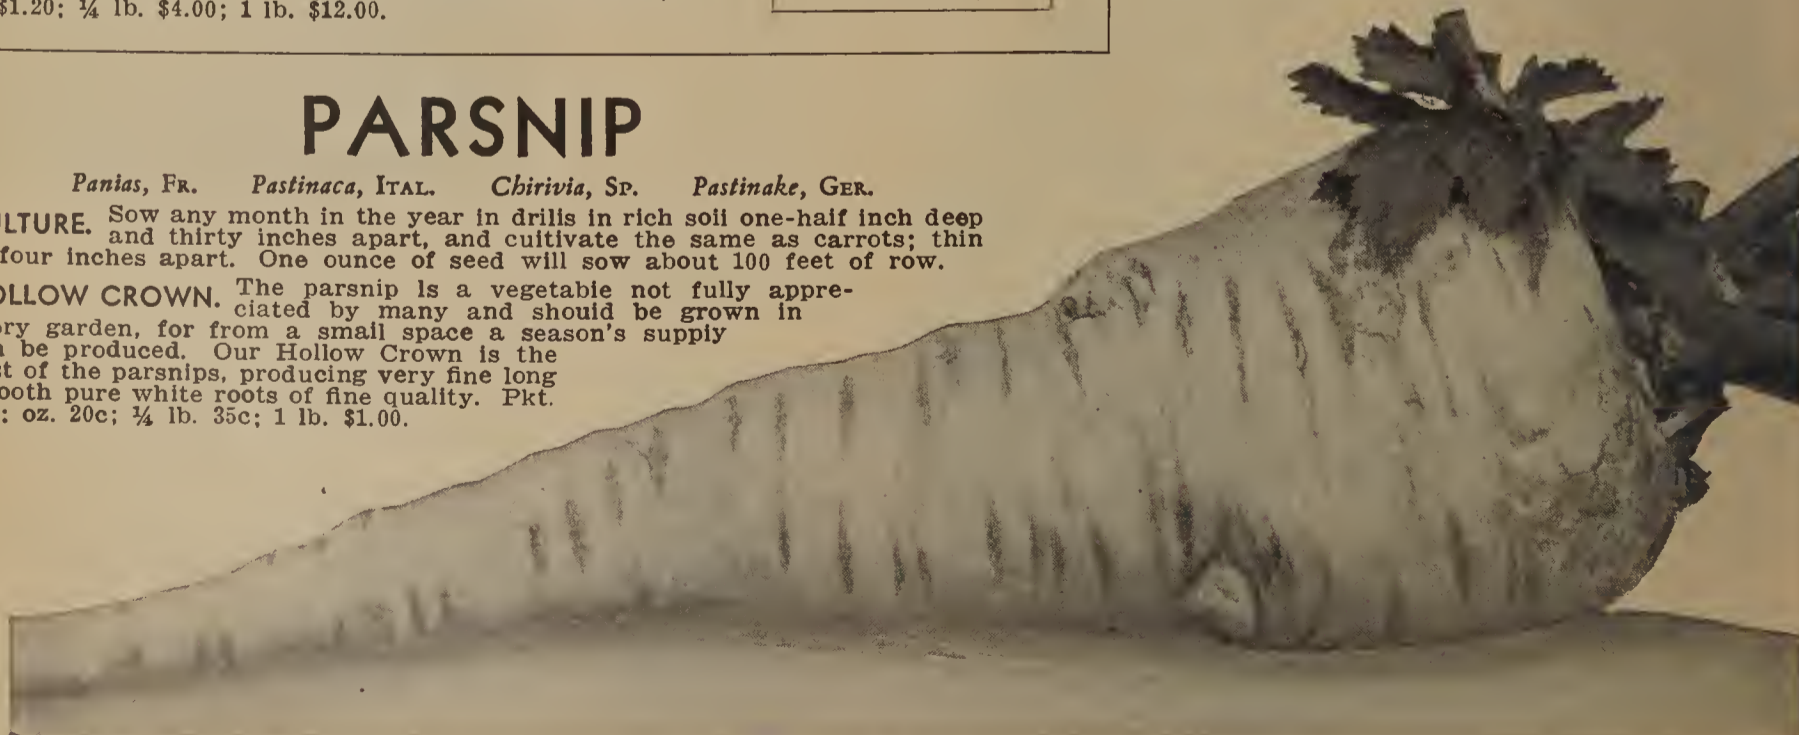 $1.20; ¼ lb. $4.00; 1 lb. $12.00.
PARSNIP
Panias, FR. Pastinaca, ITAL. Chirivia, SP. Pastinake, GER.
LTURE. Sow any month in the year in drills in rich soil one-half inch deep
and thirty inches apart, and cultivate the same as carrots; thin
four inches apart. One ounce of seed will sow about 100 feet of row.
OLLOW CROWN. The parsnip is a vegetable not fully appre-
ciated by many and should be grown in
ry garden, for from a small space a season's supply
be produced. Our Hollow Crown is the
t of the parsnips, producing very fine long
ooth pure white roots of fine quality. Pkt.
: oz. 20c; ¼ lb. 35c; 1 lb. $1.00.